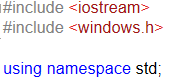 #include <iostream>
#include <windows.h>
using namespace std;